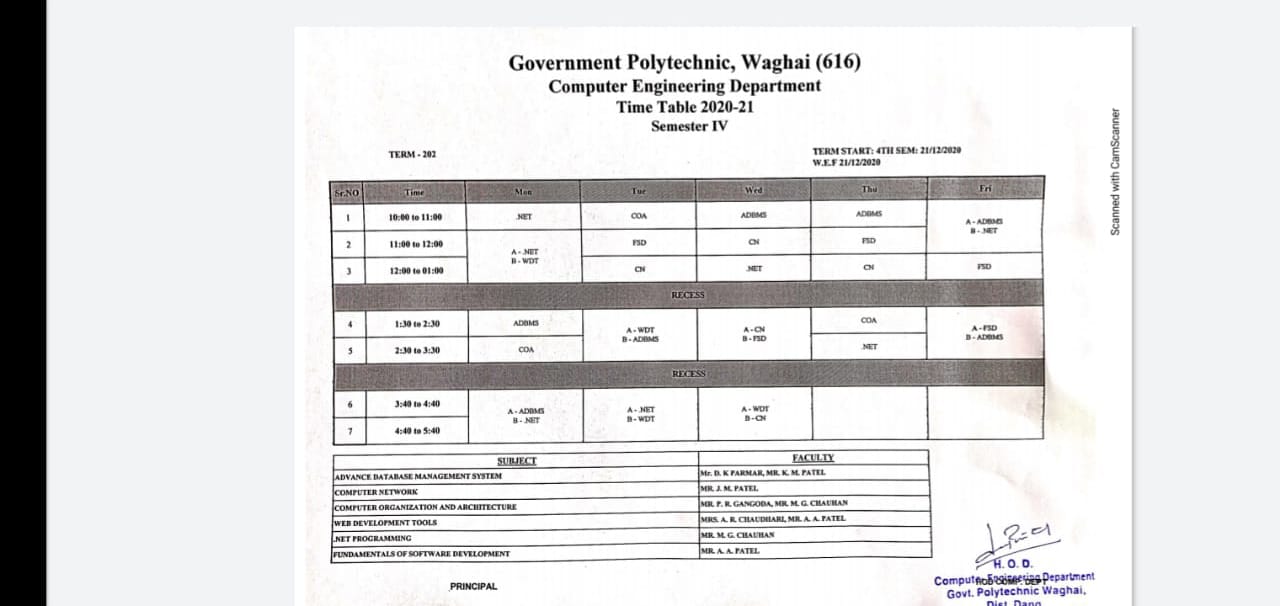 Government Polytechnic, Waghai (616)
Computer Engineering Department
Time Table 2020-21
Semester IV
TERM - 202
TERM START: 4TH SEM: 21/12/2020
W.E.F 21/12/2020
Sr.NO Time Mon Tue Wed Thu Fri
1 10:00 to 11:00 .NET COA ADBMS ADBMS A - ADBMS
B - .NET
2 11:00 to 12:00 A - .NET
B - WDT FSD CN FSD
3 12:00 to 01:00 CN .NET CN FSD
RECESS
4 1:30 to 2:30 ADBMS A - WDT
B - ADBMS A - CN
B - FSD COA A - FSD
B - ADBMS
5 2:30 to 3:30 COA .NET
RECESS
6 3:40 to 4:40 A - ADBMS
B - .NET A - .NET
B - WDT A - WDT
B - CN
7 4:40 to 5:40
SUBJECT FACULTY
ADVANCE DATABASE MANAGEMENT SYSTEM Mr. D. K PARMAR, MR. K. M. PATEL
COMPUTER NETWORK MR. J. M. PATEL
COMPUTER ORGANIZATION AND ARCHITECTURE MR. P. R. GANGODA, MR. M. G. CHAUHAN
WEB DEVELOPMENT TOOLS MRS. A. R. CHAUDHARI, MR. A. A. PATEL
.NET PROGRAMMING MR. M. G. CHAUHAN
FUNDAMENTALS OF SOFTWARE DEVELOPMENT MR. A. A. PATEL
PRINCIPAL
H. O. D.
Computer Engineering Department
Govt. Polytechnic Waghai,
Dist. Dang
Scanned with CamScanner